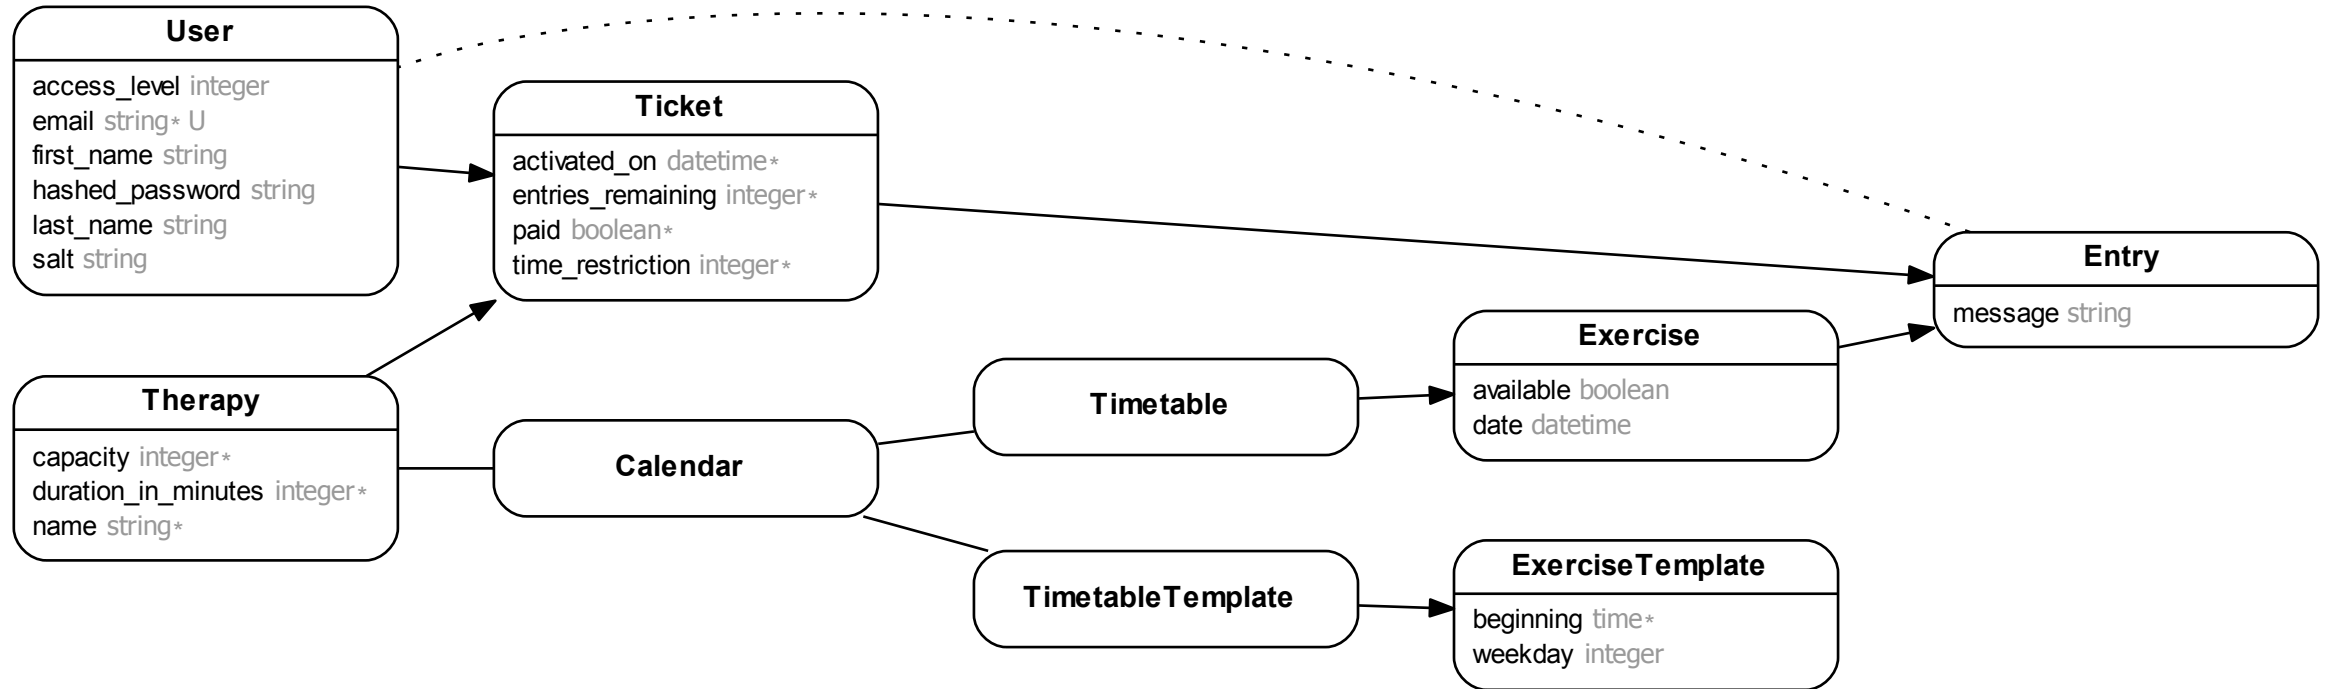 User
access_level integer
email string* U
first_name string
hashed_password string
last_name string
salt string
Ticket
activated_on datetime*
entries_remaining integer*
paid boolean*
time_restriction integer*
Entry
message string
Therapy
capacity integer*
duration_in_minutes integer*
name string*
Calendar
Timetable
Exercise
available boolean
date datetime
TimetableTemplate
ExerciseTemplate
beginning time*
weekday integer